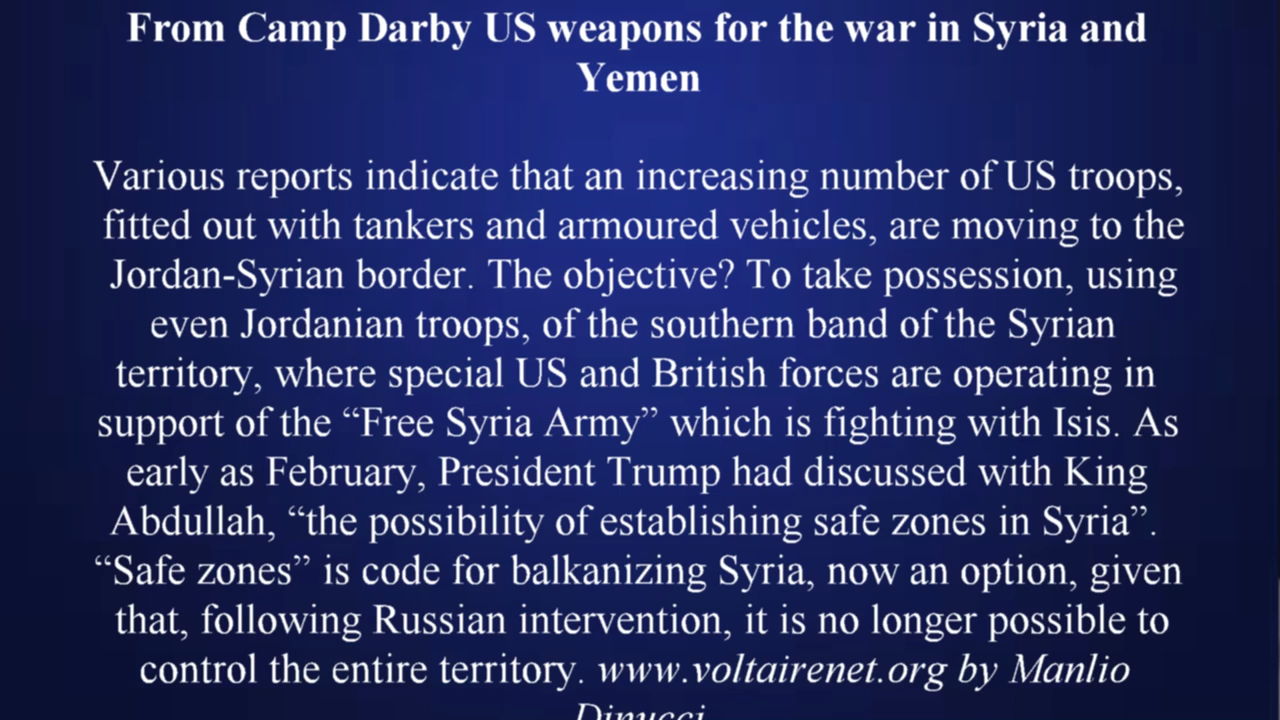 From Camp Darby US weapons for the war in Syria and
Yemen
Various reports indicate that an increasing number of US troops,
fitted out with tankers and armoured vehicles, are moving to the
Jordan-Syrian border. The objective? To take possession, using
even Jordanian troops, of the southern band of the Syrian
territory, where special US and British forces are operating in
support of the “Free Syria Army” which is fighting with Isis. As
early as February, President Trump had discussed with King
Abdullah, “the possibility of establishing safe zones in Syria”.
“Safe zones” is code for balkanizing Syria, now an option, given
that, following Russian intervention, it is no longer possible to
control the entire territory. www.voltairenet.org by Manlio
Dinucci